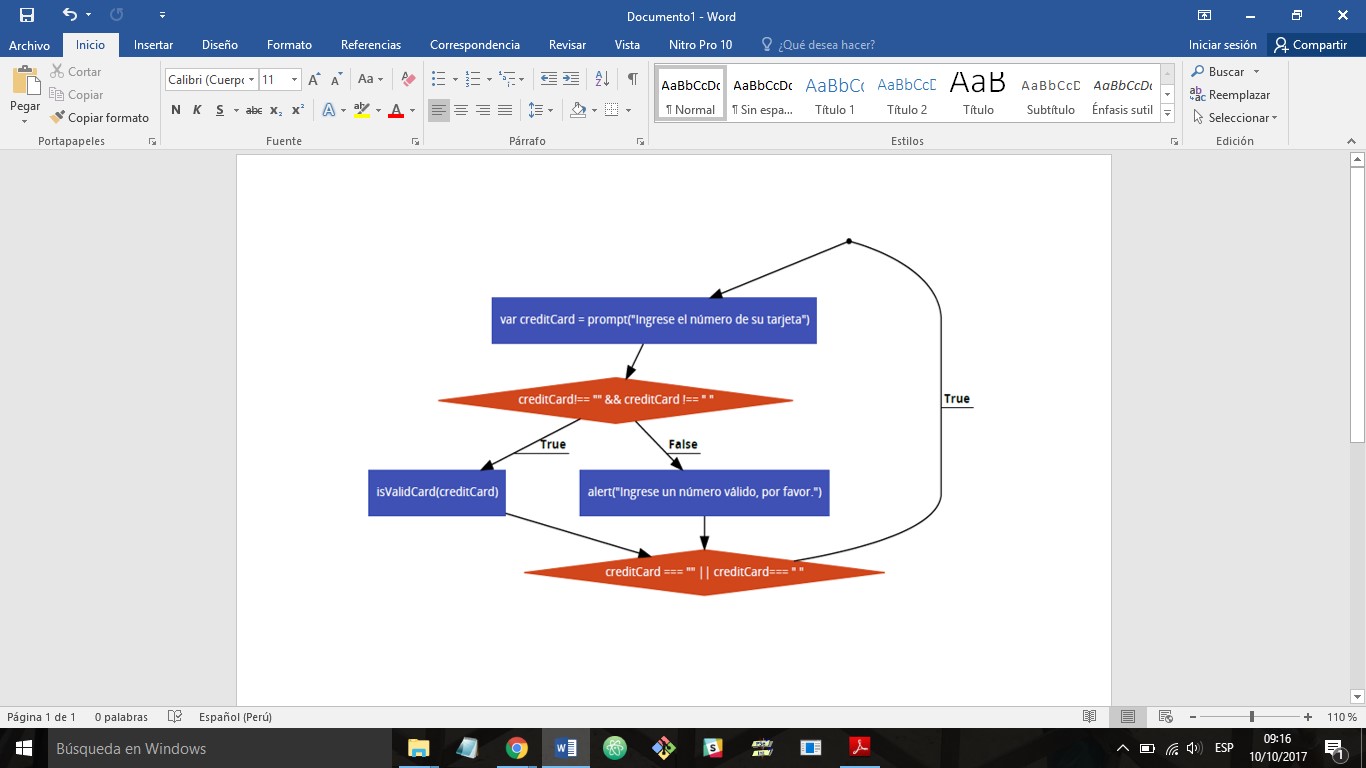 Documento1 - Word
Archivo Inicio Insertar Diseño Formato Referencias Correspondencia Revisar Vista Nitro Pro 10 ¿Qué desea hacer? Iniciar sesión Compartir
Pegar
Cortar
Copiar
Copiar formato
Portapapeles
Calibri (Cuerpo 11
N K S abc x₂ x²
Fuente
Párrafo
AaBbCcDc AaBbCcDc AaBbCc AaBbCcD AaB AaBbCcD AaBbCcDc
¶ Normal ¶ Sin espa... Título 1 Título 2 Título Subtítulo Énfasis sutil
Estilos
Buscar
Reemplazar
Seleccionar
Edición
var creditCard = prompt("Ingrese el número de su tarjeta")
creditCard!== "" && creditCard !== " "
True
True
False
isValidCard(creditCard)
alert("Ingrese un número válido, por favor.")
creditCard === "" || creditCard=== " "
Página 1 de 1 0 palabras Español (Perú) 110 %
Búsqueda en Windows
ESP
09:16
10/10/2017
1